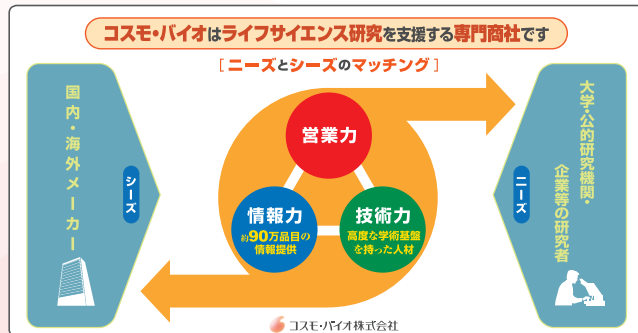 コスモ・バイオはライフサイエンス研究を支援する専門商社です
[ニーズとシーズのマッチング]
国内・海外メーカー
シーズ
営業力
情報力
約90万品目の
情報提供
技術力
高度な学術基盤
を持った人材
ニーズ
大学・公的研究機関・
企業等の研究者
コスモ・バイオ株式会社